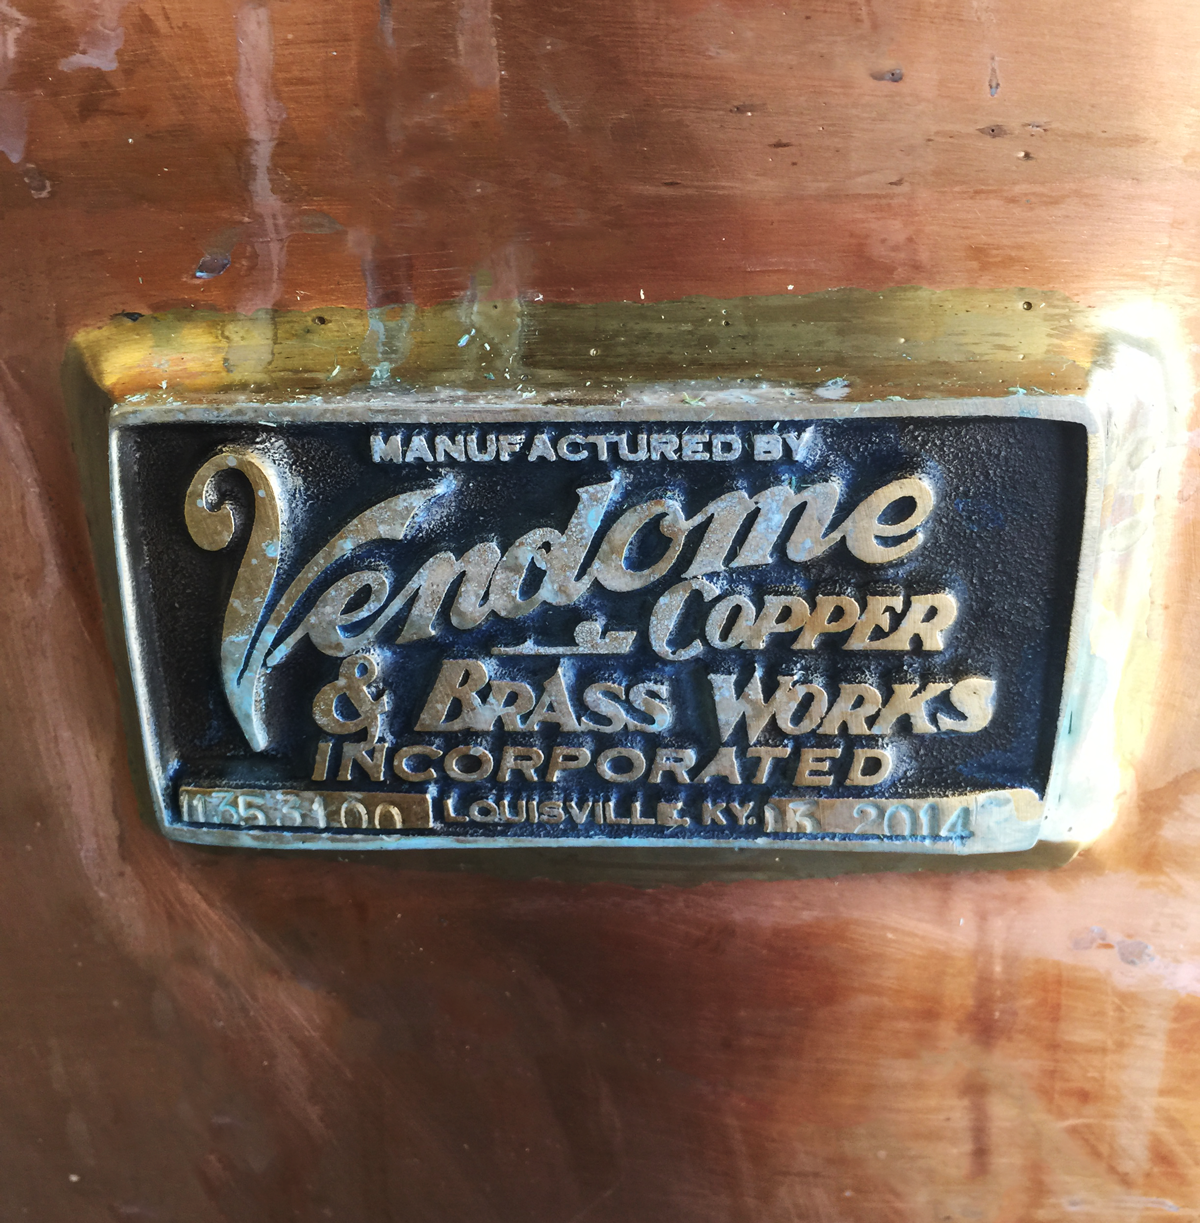 MANUFACTURED BY
Vendome
COPPER
& BRASS WORKS
INCORPORATED
LOUISVILLE, KY. 2014